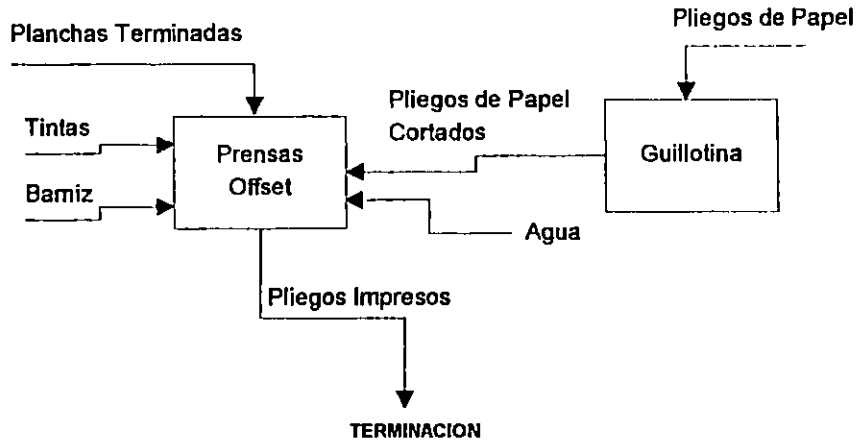 Pliegos de Papel
Planchas Terminadas
Pliegos de Papel
Cortados
Tintas
Prensas
Offset
Guillotina
Barniz
Agua
Pliegos Impresos
TERMINACION